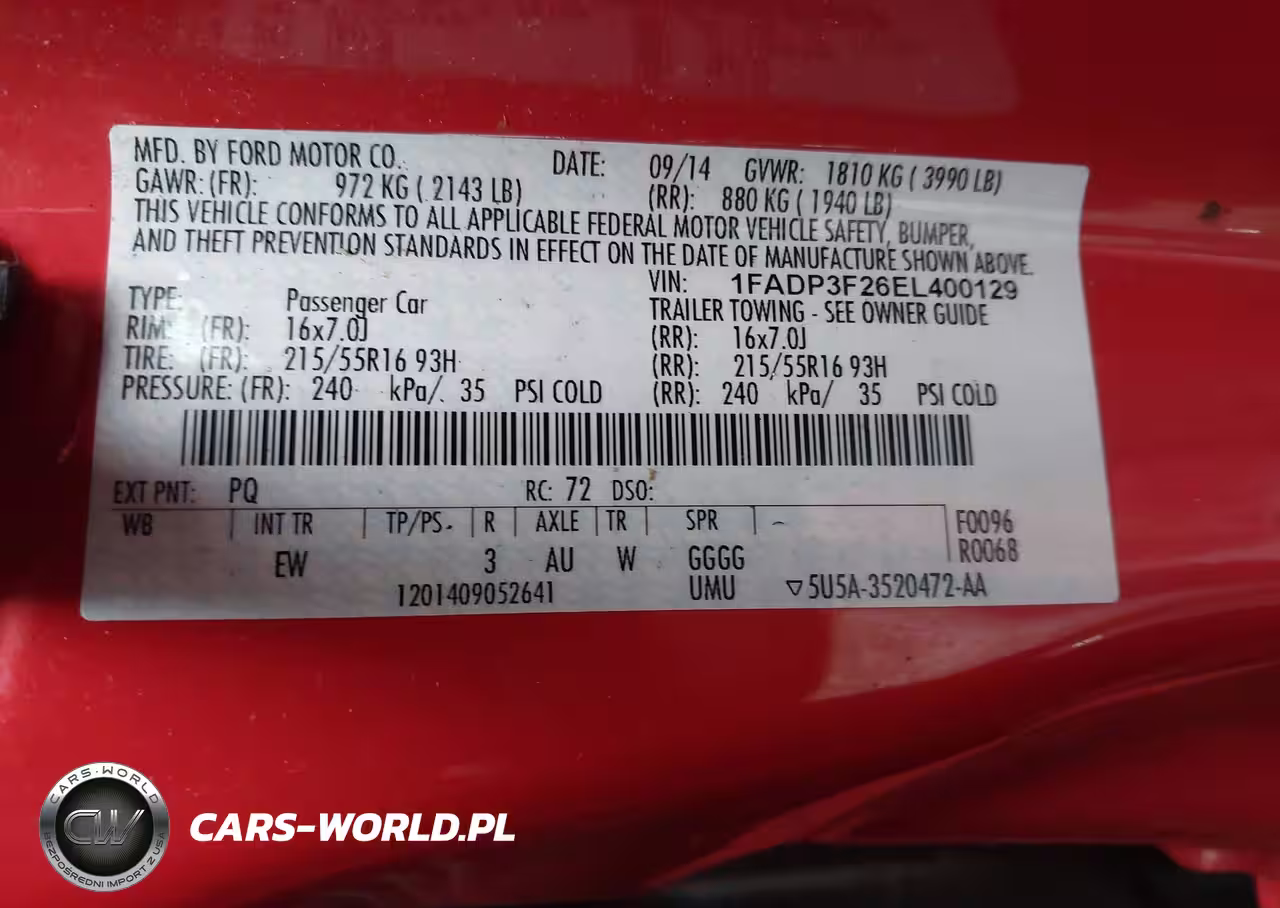 MFD. BY FORD MOTOR CO. DATE: 09/14 GVWR: 1810 KG ( 3990 LB)
GAWR: (FR): 972 KG ( 2143 LB) (RR): 880 KG ( 1940 LB)
THIS VEHICLE CONFORMS TO ALL APPLICABLE FEDERAL MOTOR VEHICLE SAFETY, BUMPER,
AND THEFT PREVENTION STANDARDS IN EFFECT ON THE DATE OF MANUFACTURE SHOWN ABOVE.
VIN: 1FADP3F26EL400129
TYPE: Passenger Car TRAILER TOWING - SEE OWNER GUIDE
RIM: (FR): 16x7.0J (RR): 16x7.0J
TIRE: (FR): 215/55R16 93H (RR): 215/55R16 93H
PRESSURE: (FR): 240 kPa/ 35 PSI COLD (RR): 240 kPa/ 35 PSI COLD
EXT PNT: PQ RC: 72 DSO:
WB INT TR TP/PS R AXLE TR SPR F0096
EW 3 AU W GGGG R0068
1201409052641 UMU ▽5U5A-3520472-AA
CARS-WORLD
CW
BEZPOŚREDNI IMPORT Z USA
CARS-WORLD.PL